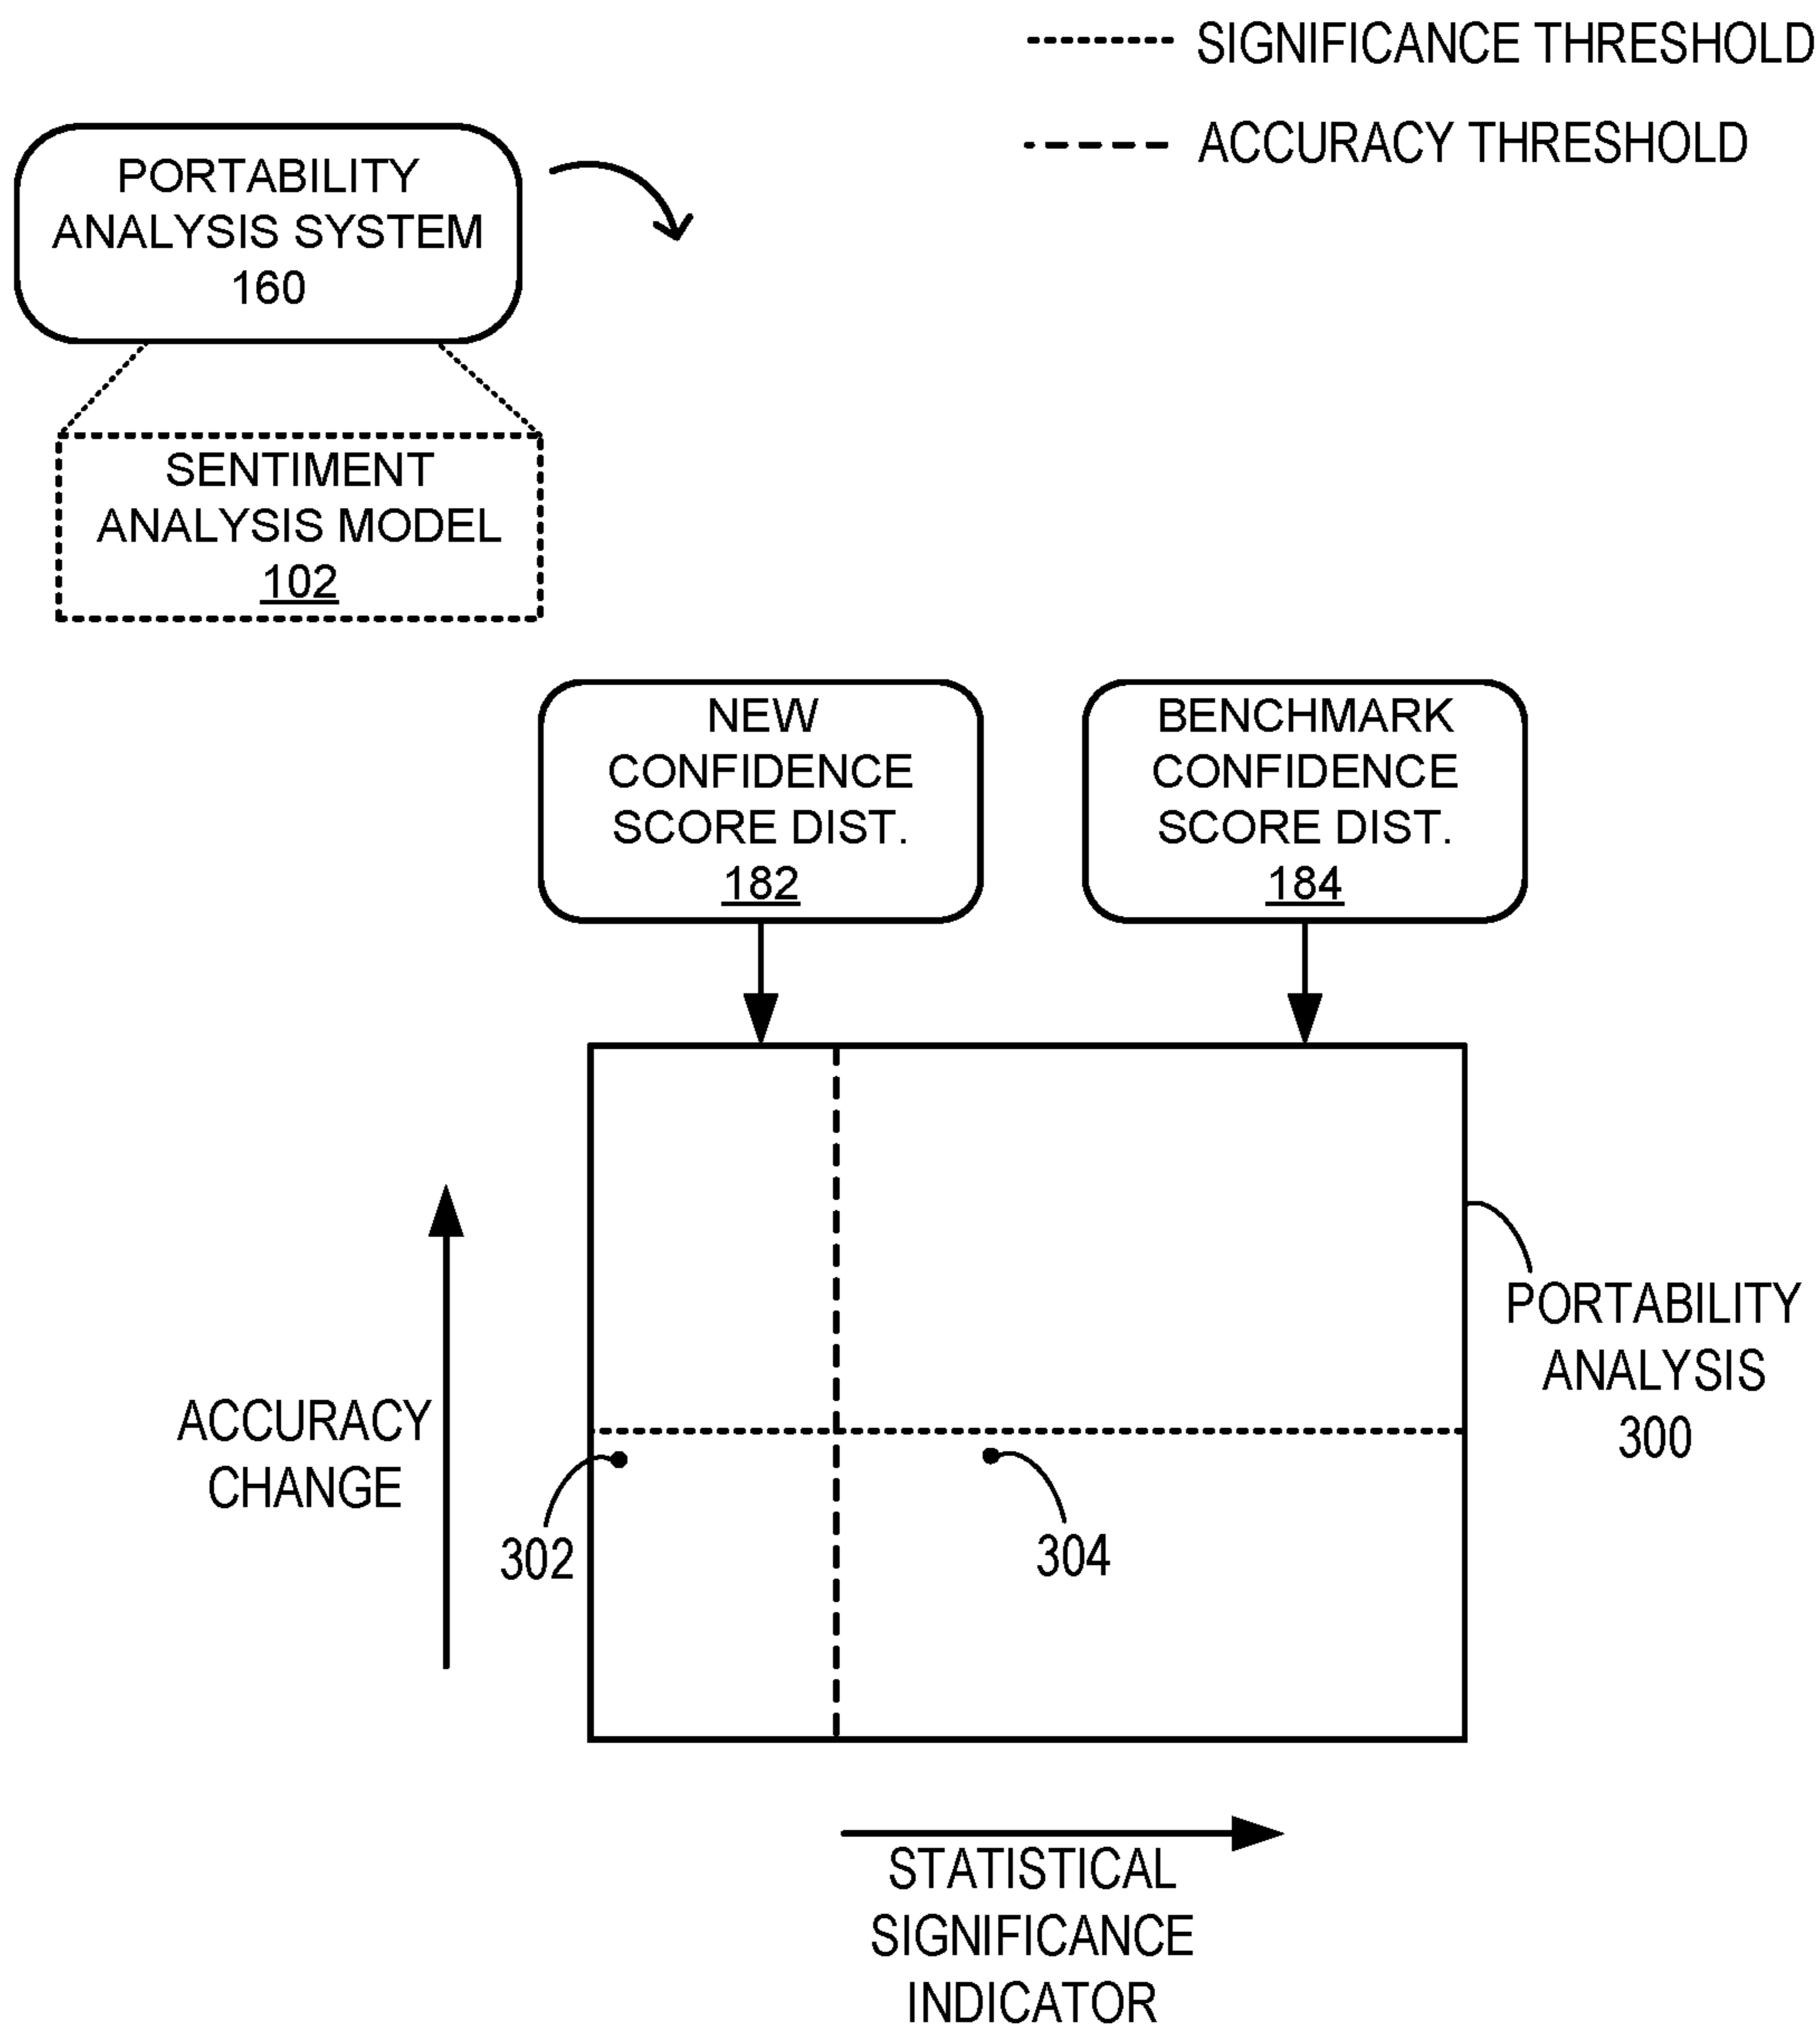 SIGNIFICANCE THRESHOLD
ACCURACY THRESHOLD
PORTABILITY
ANALYSIS SYSTEM
160
SENTIMENT
ANALYSIS MODEL
102
NEW
CONFIDENCE
SCORE DIST.
182
BENCHMARK
CONFIDENCE
SCORE DIST.
184
ACCURACY
CHANGE
302
304
PORTABILITY
ANALYSIS
300
STATISTICAL
SIGNIFICANCE
INDICATOR